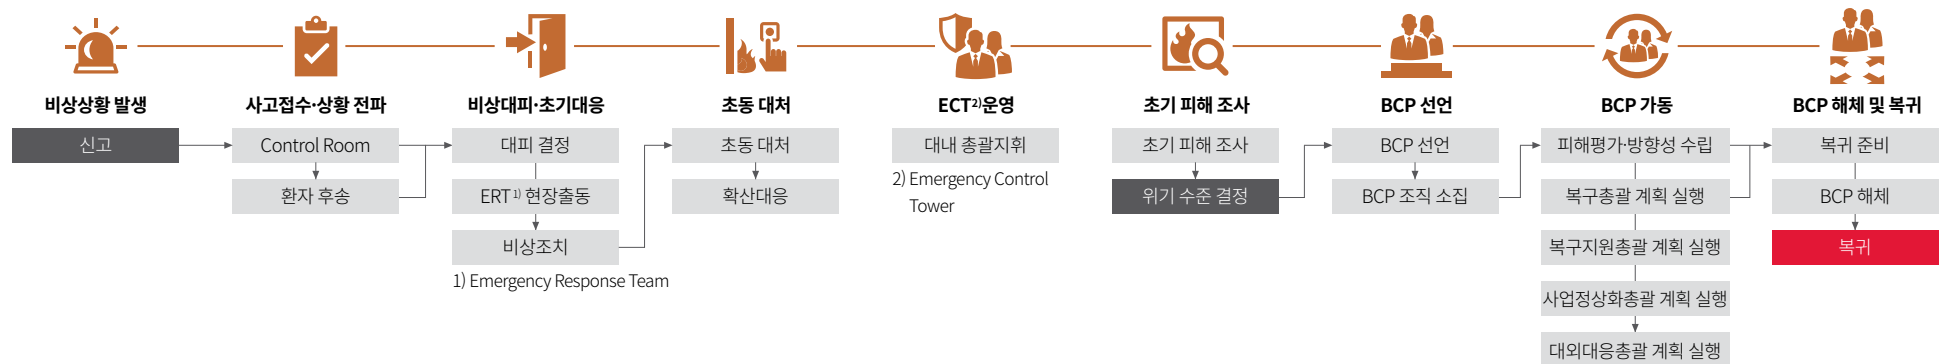 비상상황 발생
신고
사고접수·상황 전파
Control Room
환자 후송
비상대피·초기대응
대피 결정
ERT 1) 현장출동
비상조치
1) Emergency Response Team
초동 대처
초동 대처
확산대응
ECT2)운영
대내 총괄지휘
2) Emergency Control
Tower
초기 피해 조사
초기 피해 조사
위기 수준 결정
BCP 선언
BCP 선언
BCP 조직 소집
BCP 가동
피해평가·방향성 수립
복구총괄 계획 실행
복구지원총괄 계획 실행
사업정상화총괄 계획 실행
대외대응총괄 계획 실행
BCP 해체 및 복귀
복귀 준비
BCP 해체
복귀